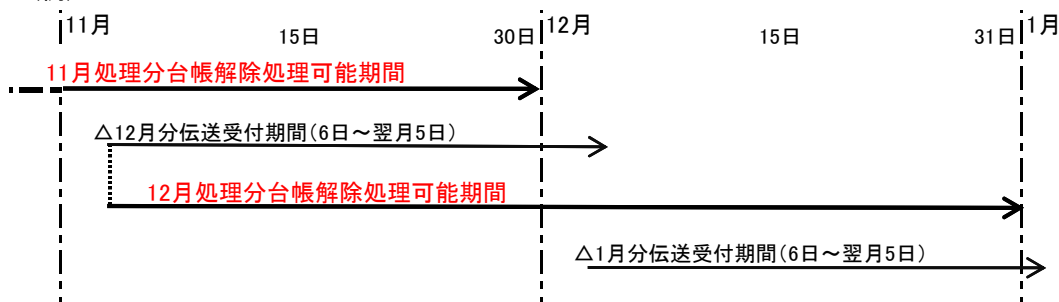 11月
12月
1月
15日
30日
15日
31日
11月処理分台帳解除処理可能期間
△12月分伝送受付期間(6日~翌月5日)
12月処理分台帳解除処理可能期間
△1月分伝送受付期間(6日~翌月5日)